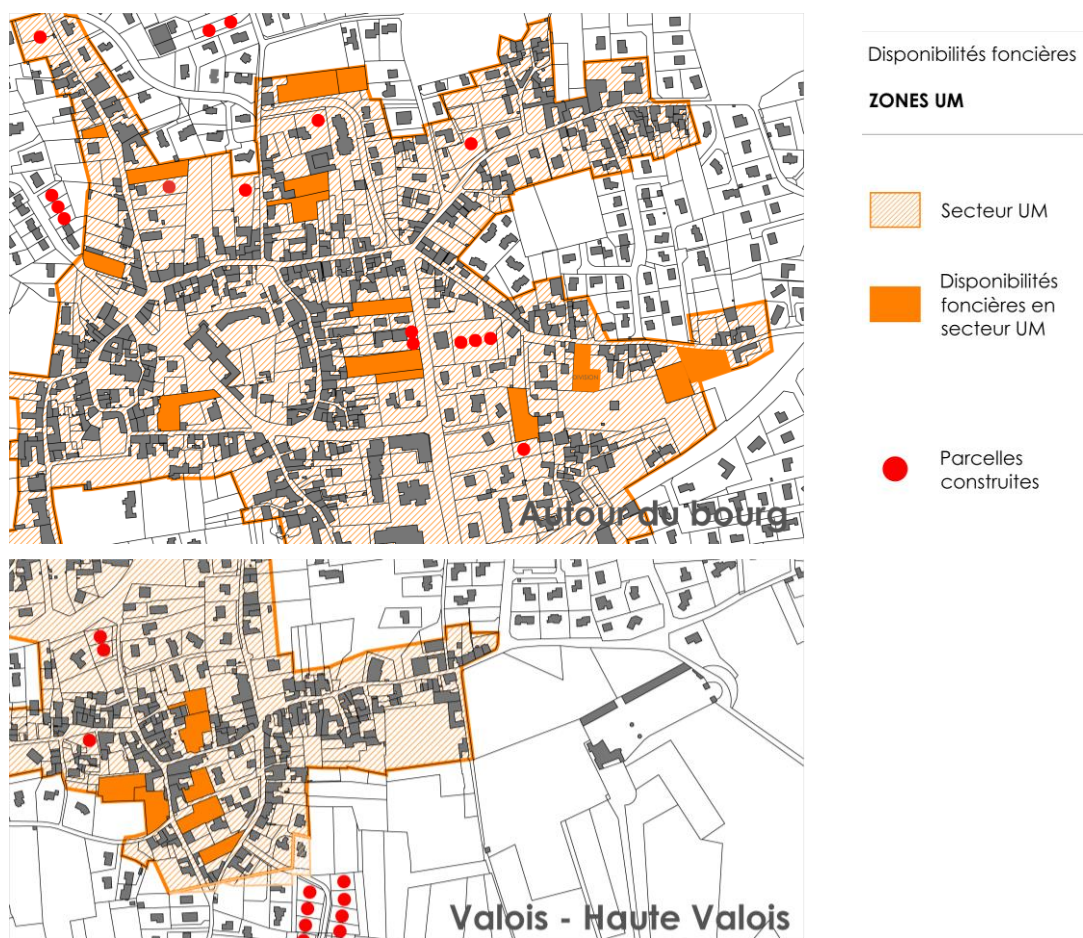 Disponibilités foncières
ZONES UM
Secteur UM
Disponibilités
foncières en
secteur UM
Parcelles
construites
DIVISION
Autour du bourg
Valois - Haute Valois